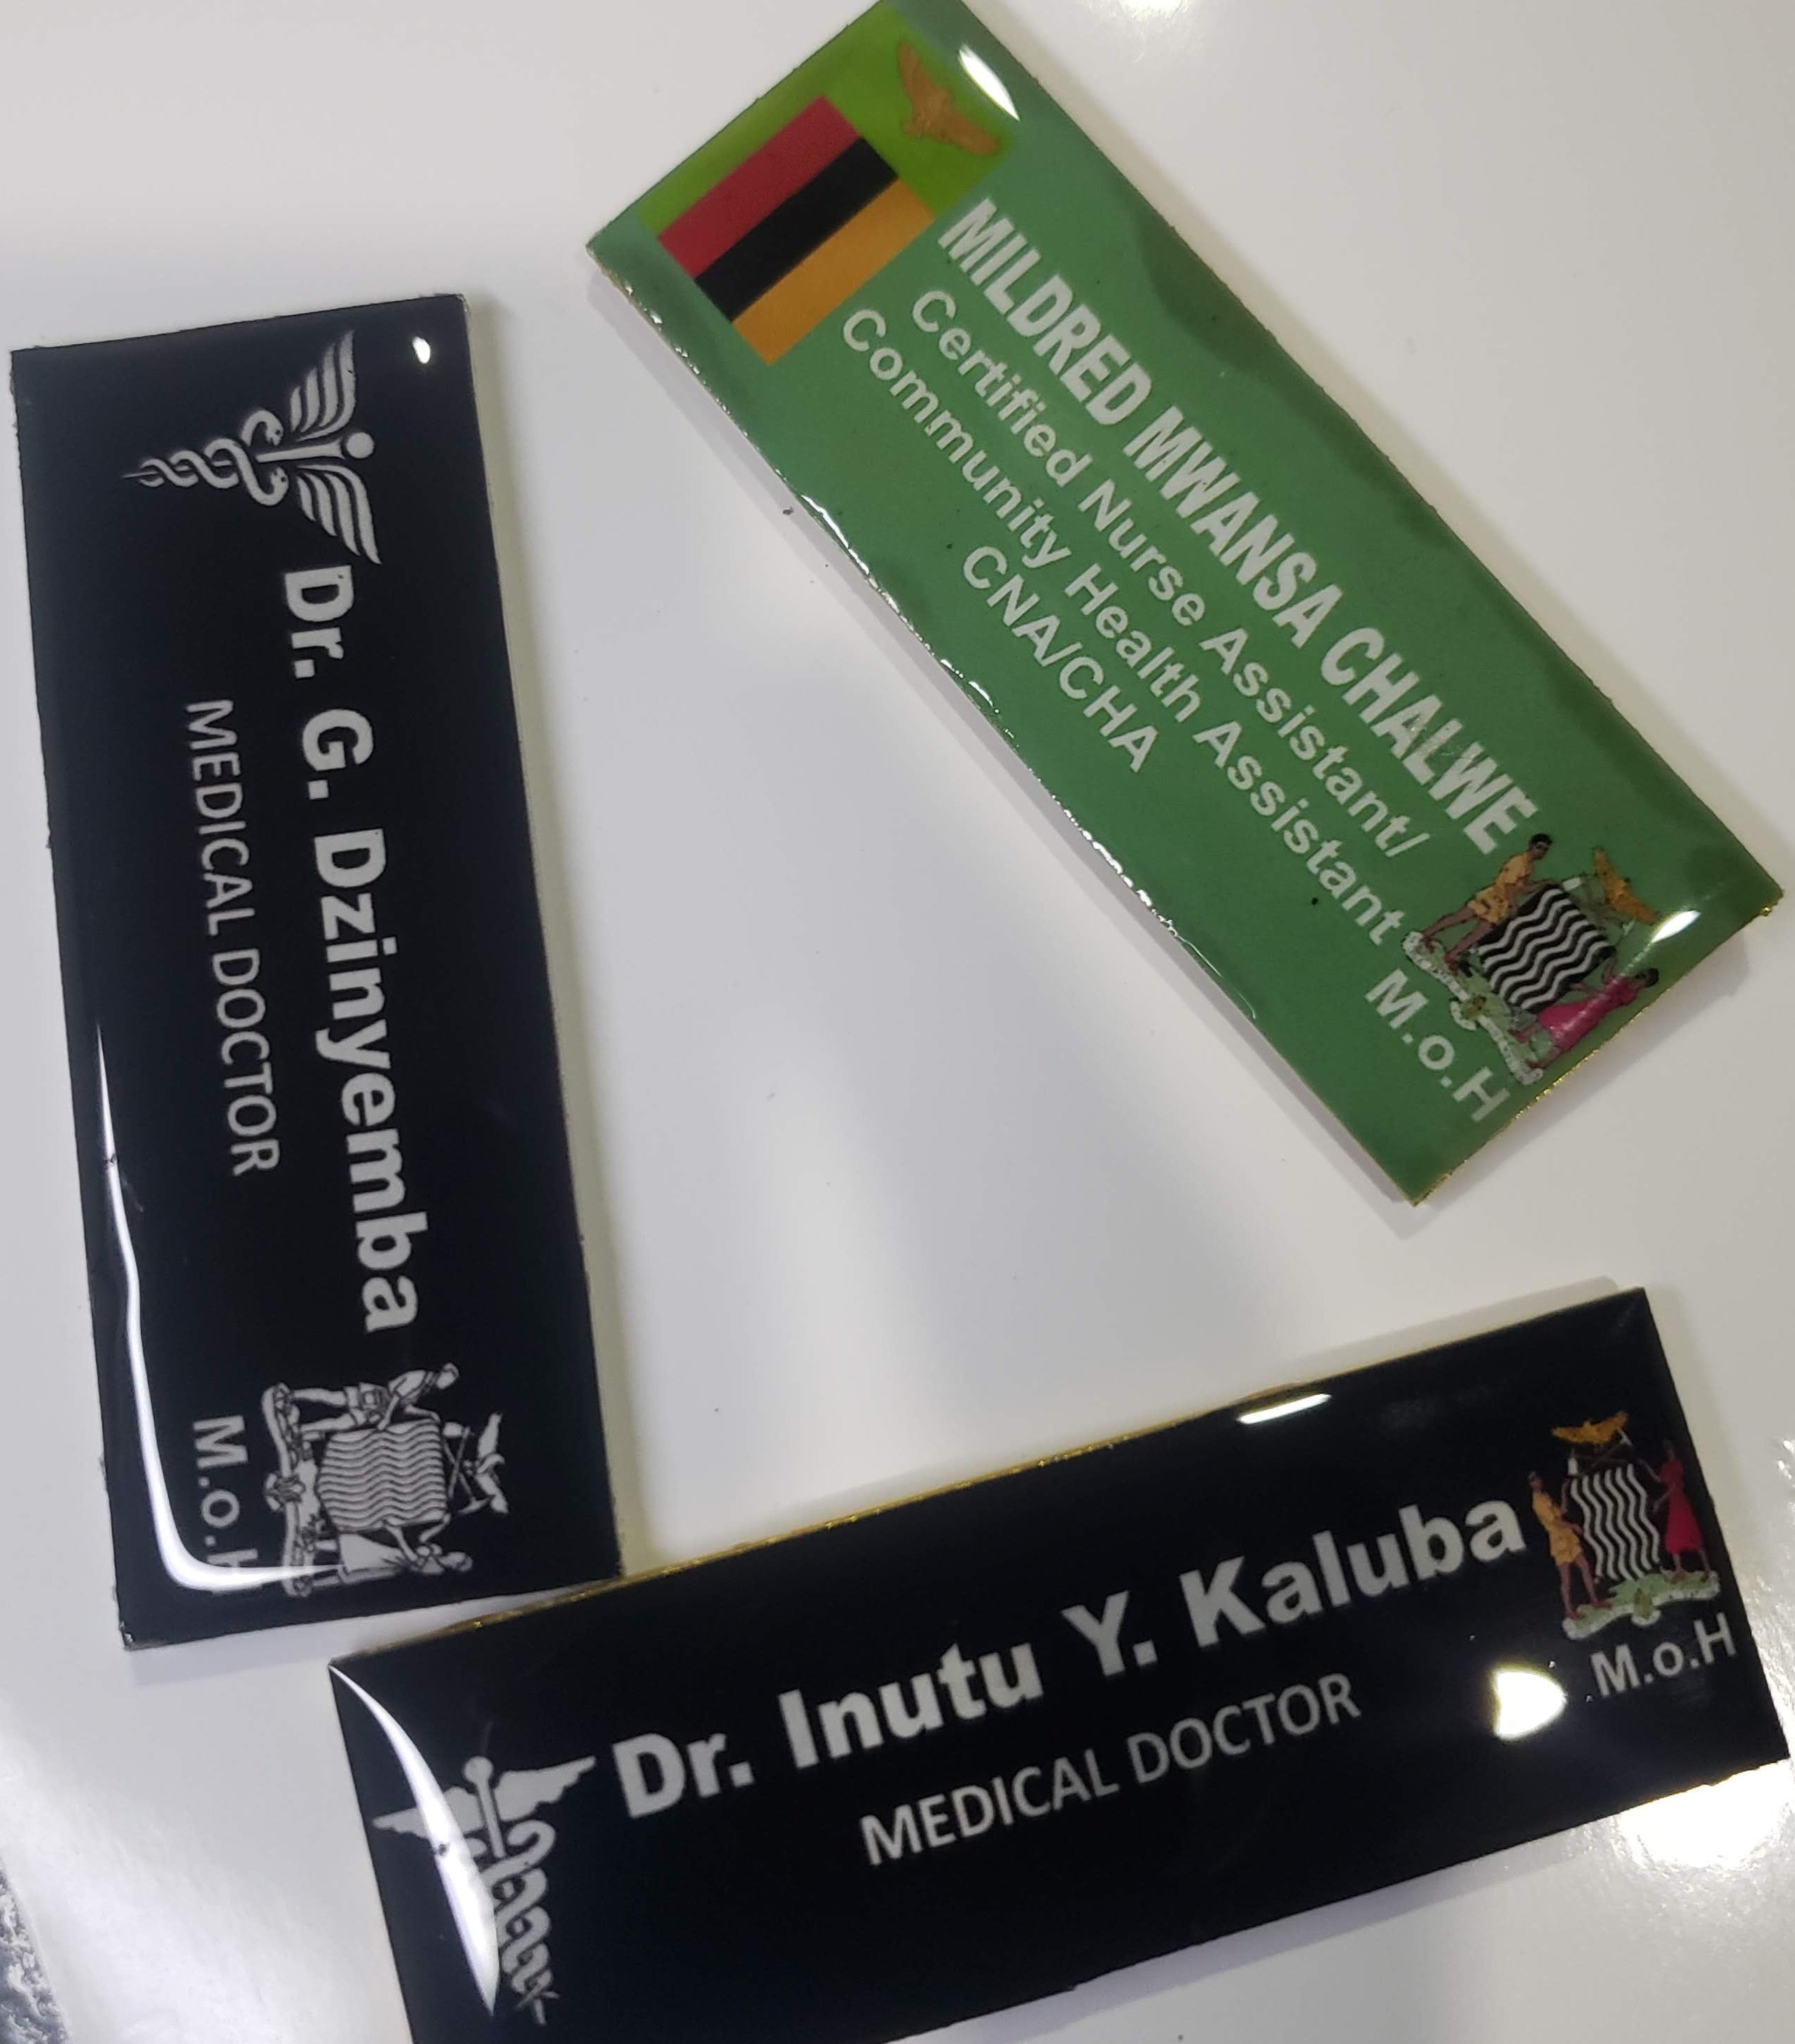 MILDRED MWANSA CHALWE
Certified Nurse Assistant/
Community Health Assistant
CNA/CHA
M.o.H
Dr. G. Dzinyemba
MEDICAL DOCTOR
M.o.H
Dr. Inutu Y. Kaluba
MEDICAL DOCTOR
M.o.H